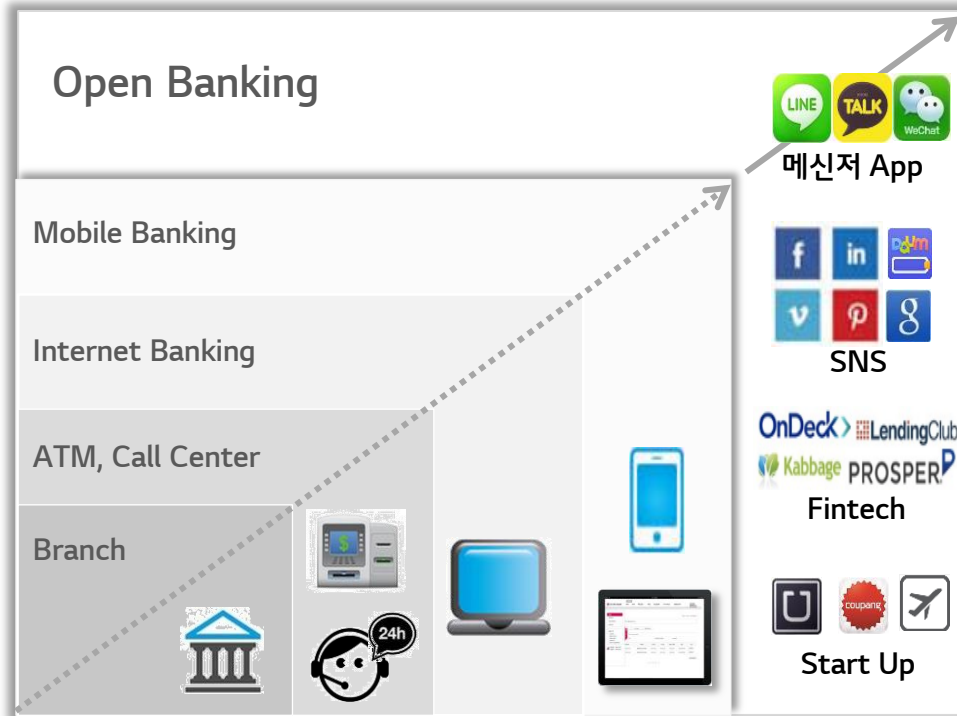 Open Banking
LINE
TALK
WeChat
메신저 App
Mobile Banking
f
in
Daum
v
p
g
SNS
Internet Banking
OnDeck> LendingClub
Kabbage PROSPER P
Fintech
ATM, Call Center
Branch
$
24h
U
coupang
Start Up